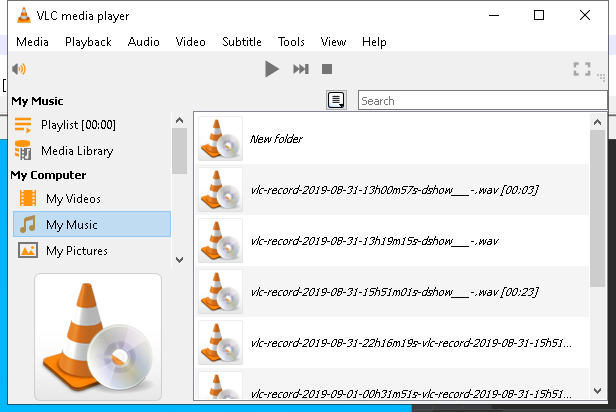 VLC media player
Media Playback Audio Video Subtitle Tools View Help
My Music
Search
Playlist [00:00]
Media Library
My Computer
My Videos
My Music
My Pictures
New folder
vlc-record-2019-08-31-13h00m57s-dshow___-.wav [00:03]
vlc-record-2019-08-31-13h19m15s-dshow___-.wav
vlc-record-2019-08-31-15h51m01s-dshow___-.wav [00:23]
vlc-record-2019-08-31-22h16m19s-vlc-record-2019-08-31-15h51...
vlc-record-2019-09-01-00h31m51s-vlc-record-2019-08-31-15h51...